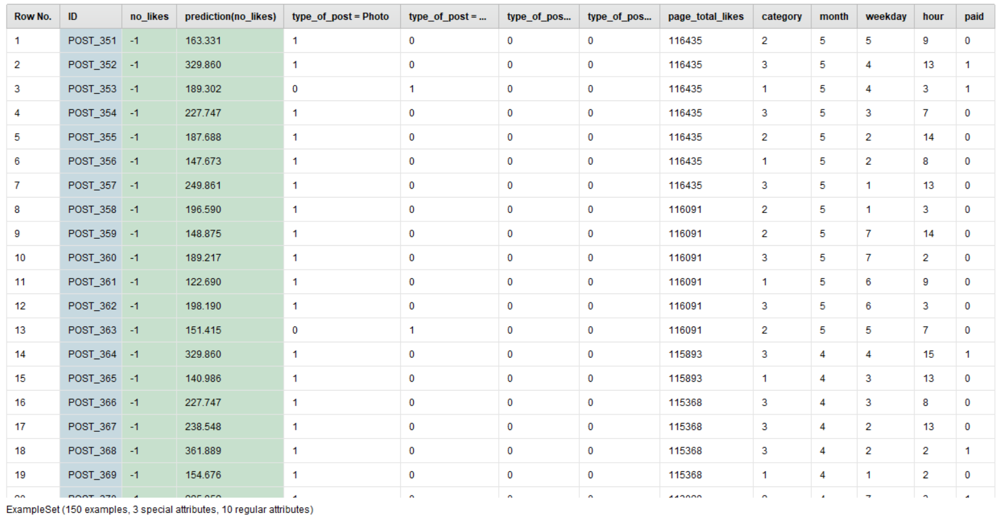 Row No. ID no_likes prediction(no_likes) type_of_post = Photo type_of_post = ... type_of_pos... type_of_pos... page_total_likes category month weekday hour paid
1 POST_351 -1 163.331 1 0 0 0 116435 2 5 5 9 0
2 POST_352 -1 329.860 1 0 0 0 116435 3 5 4 13 1
3 POST_353 -1 189.302 0 1 0 0 116435 1 5 4 3 1
4 POST_354 -1 227.747 1 0 0 0 116435 3 5 3 7 0
5 POST_355 -1 187.688 1 0 0 0 116435 2 5 2 14 0
6 POST_356 -1 147.673 1 0 0 0 116435 1 5 2 8 0
7 POST_357 -1 249.861 1 0 0 0 116435 3 5 1 13 0
8 POST_358 -1 196.590 1 0 0 0 116091 2 5 1 3 0
9 POST_359 -1 148.875 1 0 0 0 116091 2 5 7 14 0
10 POST_360 -1 189.217 1 0 0 0 116091 3 5 7 2 0
11 POST_361 -1 122.690 1 0 0 0 116091 1 5 6 9 0
12 POST_362 -1 198.190 1 0 0 0 116091 3 5 6 3 0
13 POST_363 -1 151.415 0 1 0 0 116091 2 5 5 7 0
14 POST_364 -1 329.860 1 0 0 0 115893 3 4 4 15 1
15 POST_365 -1 140.986 1 0 0 0 115893 1 4 3 13 0
16 POST_366 -1 227.747 1 0 0 0 115368 3 4 3 8 0
17 POST_367 -1 238.548 1 0 0 0 115368 3 4 2 13 0
18 POST_368 -1 361.889 1 0 0 0 115368 3 4 2 2 1
19 POST_369 -1 154.676 1 0 0 0 115368 1 4 1 2 0
ExampleSet (150 examples, 3 special attributes, 10 regular attributes)